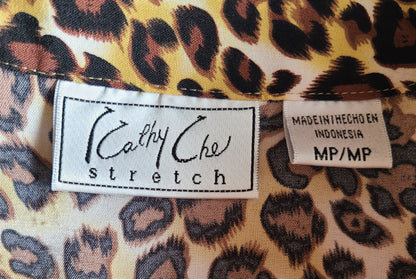 Kathy Che
stretch
MADE IN / HECHO EN
INDONESIA
MP/MP